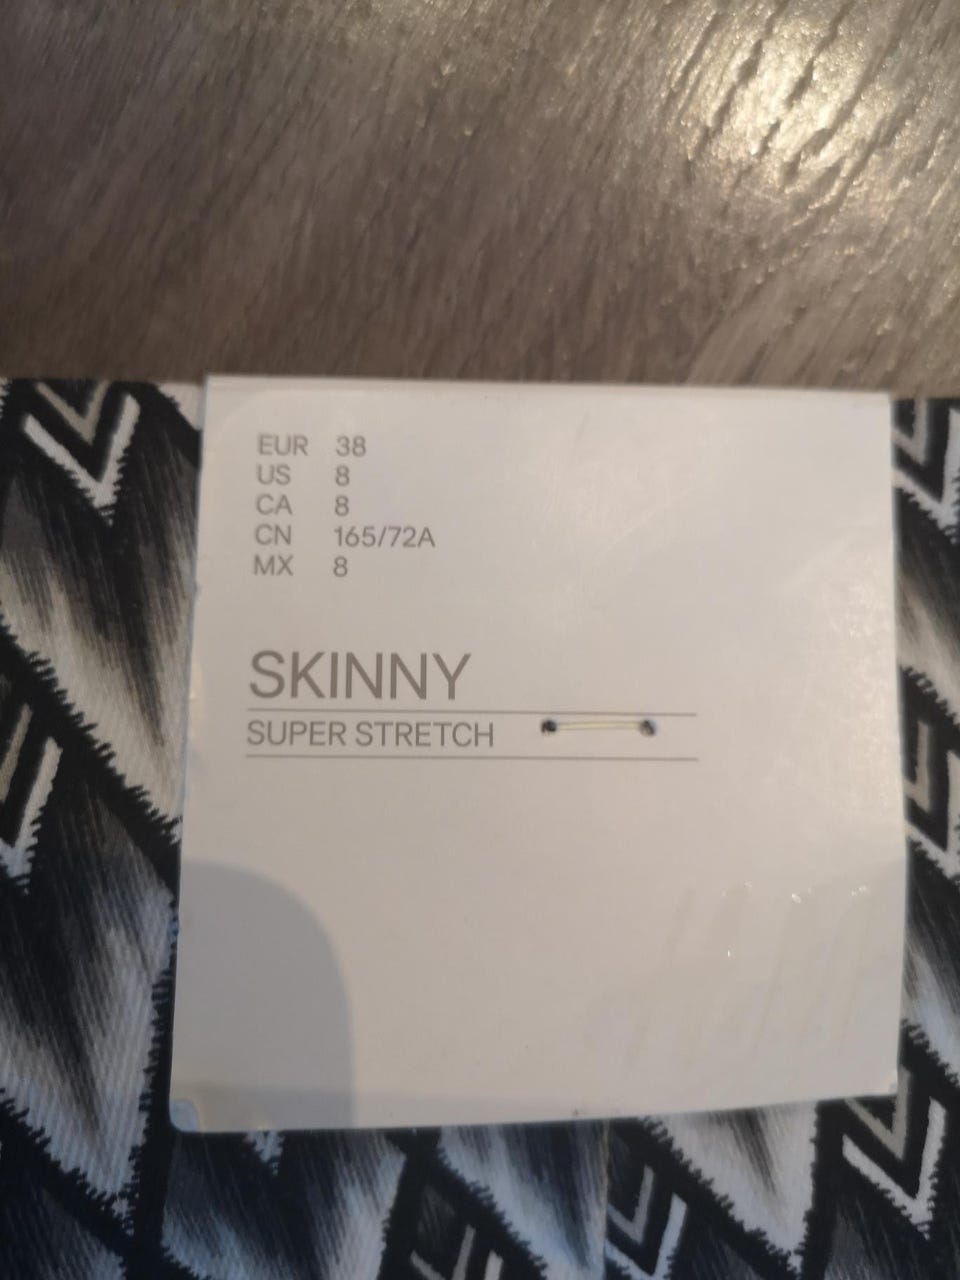 EUR 38
US 8
CA 8
CN 165/72A
MX 8
SKINNY
SUPER STRETCH